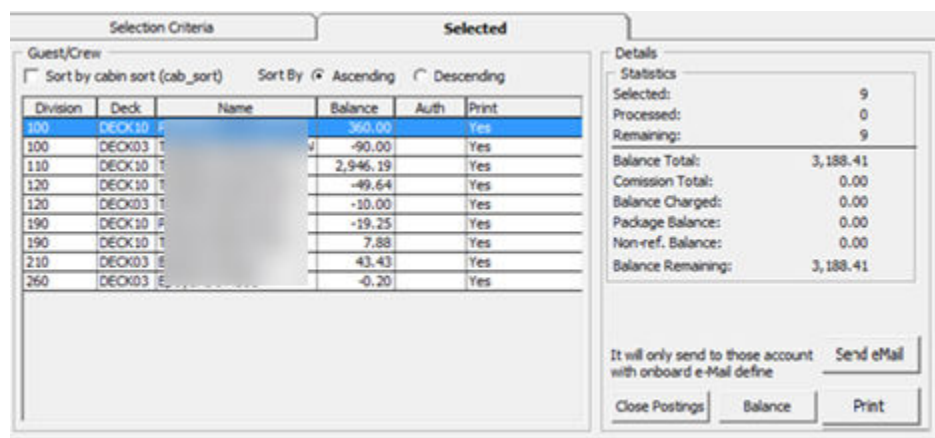 Selection Criteria
Selected
Guest/Crew
Sort by cabin sort (cab_sort) Sort By Ascending Descending
Division Deck Name Balance Auth Print
100 DECK10 360.00 Yes
100 DECK03 -90.00 Yes
110 DECK10 2,946.19 Yes
120 DECK10 -49.64 Yes
120 DECK03 -10.00 Yes
190 DECK10 -19.25 Yes
190 DECK10 7.88 Yes
210 DECK03 43.43 Yes
260 DECK03 -0.20 Yes
Details
Statistics
Selected: 9
Processed: 0
Remaining: 9
Balance Total: 3,188.41
Comission Total: 0.00
Balance Charged: 0.00
Package Balance: 0.00
Non-ref. Balance: 0.00
Balance Remaining: 3,188.41
It will only send to those account
with onboard e-Mail define
Send eMail
Close Postings
Balance
Print